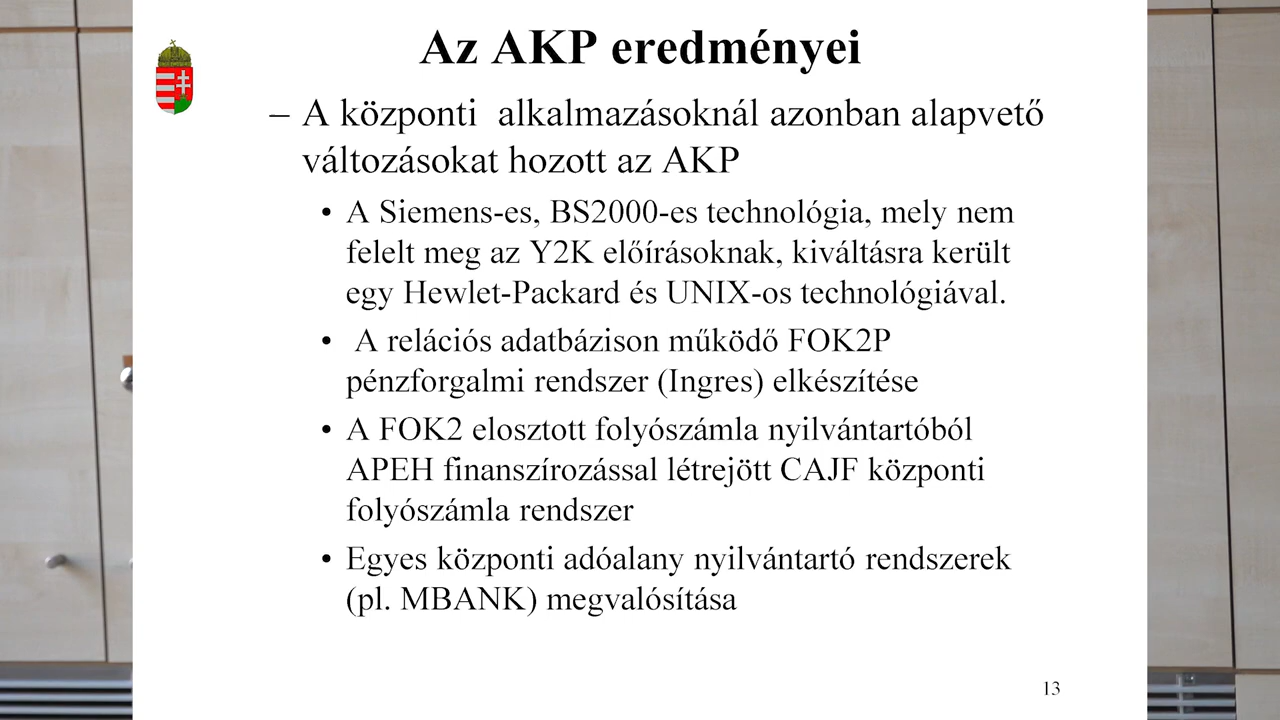 Az AKP eredményei
– A központi  alkalmazásoknál azonban alapvető
változásokat hozott az AKP
• A Siemens-es, BS2000-es technológia, mely nem
felelt meg az Y2K előírásoknak, kiváltásra került
egy Hewlet-Packard és UNIX-os technológiával.
•  A relációs adatbázison működő FOK2P
pénzforgalmi rendszer (Ingres) elkészítése
• A FOK2 elosztott folyószámla nyilvántartóból
APEH finanszírozással létrejött CAJF központi
folyószámla rendszer
• Egyes központi adóalany nyilvántartó rendszerek
(pl. MBANK) megvalósítása
13